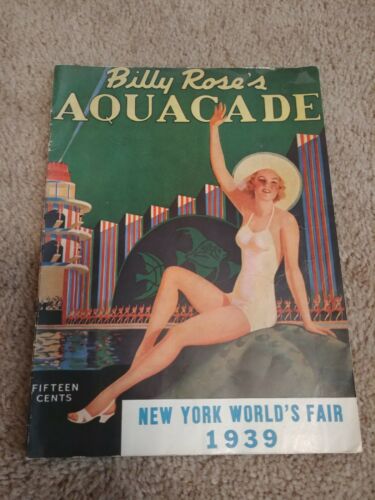 Billy Rose's
AQUACADE
FIFTEEN
CENTS
NEW YORK WORLD'S FAIR
1939